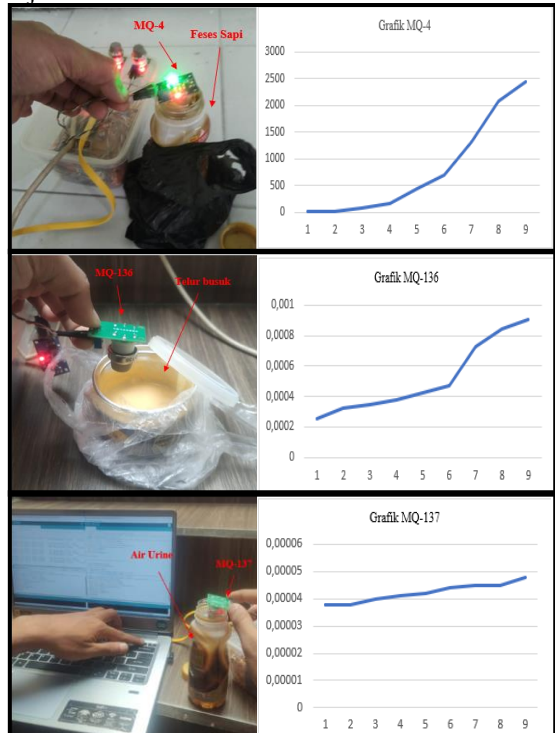 MQ-4
Feses Sapi
Grafik MQ-4
3000
2500
2000
1500
1000
500
0
1 2 3 4 5 6 7 8 9
MQ-136
Telur busuk
Grafik MQ-136
0,001
0,0008
0,0006
0,0004
0,0002
0
1 2 3 4 5 6 7 8 9
Air Urine
MQ-137
Grafik MQ-137
0,00006
0,00005
0,00004
0,00003
0,00002
0,00001
0
1 2 3 4 5 6 7 8 9